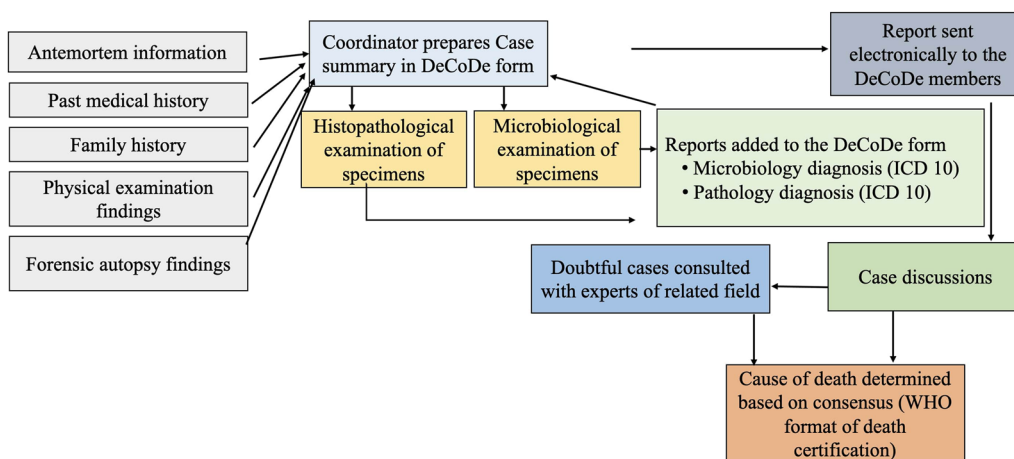 Antemortem information
Past medical history
Family history
Physical examination
findings
Forensic autopsy findings
Coordinator prepares Case
summary in DeCoDe form
Report sent
electronically to the
DeCoDe members
Histopathological
examination of
specimens
Microbiological
examination of
specimens
Reports added to the DeCoDe form
• Microbiology diagnosis (ICD 10)
• Pathology diagnosis (ICD 10)
Doubtful cases consulted
with experts of related field
Case discussions
Cause of death determined
based on consensus (WHO
format of death
certification)